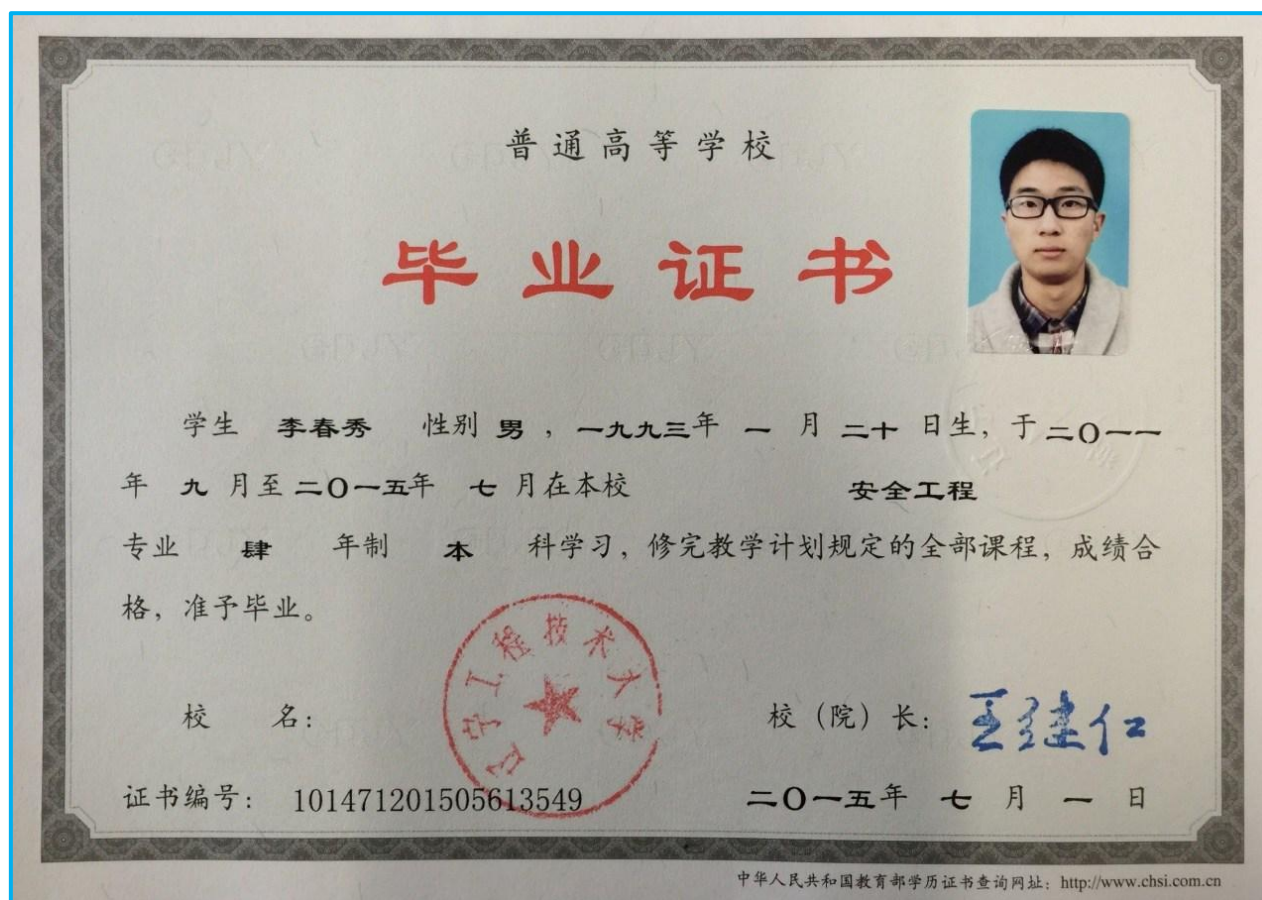 普通高等学校
毕业证书
学生 李春秀 性别 男 ，一九九三年 一 月 二十 日生，于二〇一一
年 九 月至二〇一五年 七 月在本校 安全工程
专业 肆 年制 本 科学习，修完教学计划规定的全部课程，成绩合
格，准予毕业。
辽宁工程技术大学
校 名： 校（院）长： 王继仁
证书编号： 101471201505613549 二〇一五年 七 月 一 日
中华人民共和国教育部学历证书查询网址：http://www.chsi.com.cn